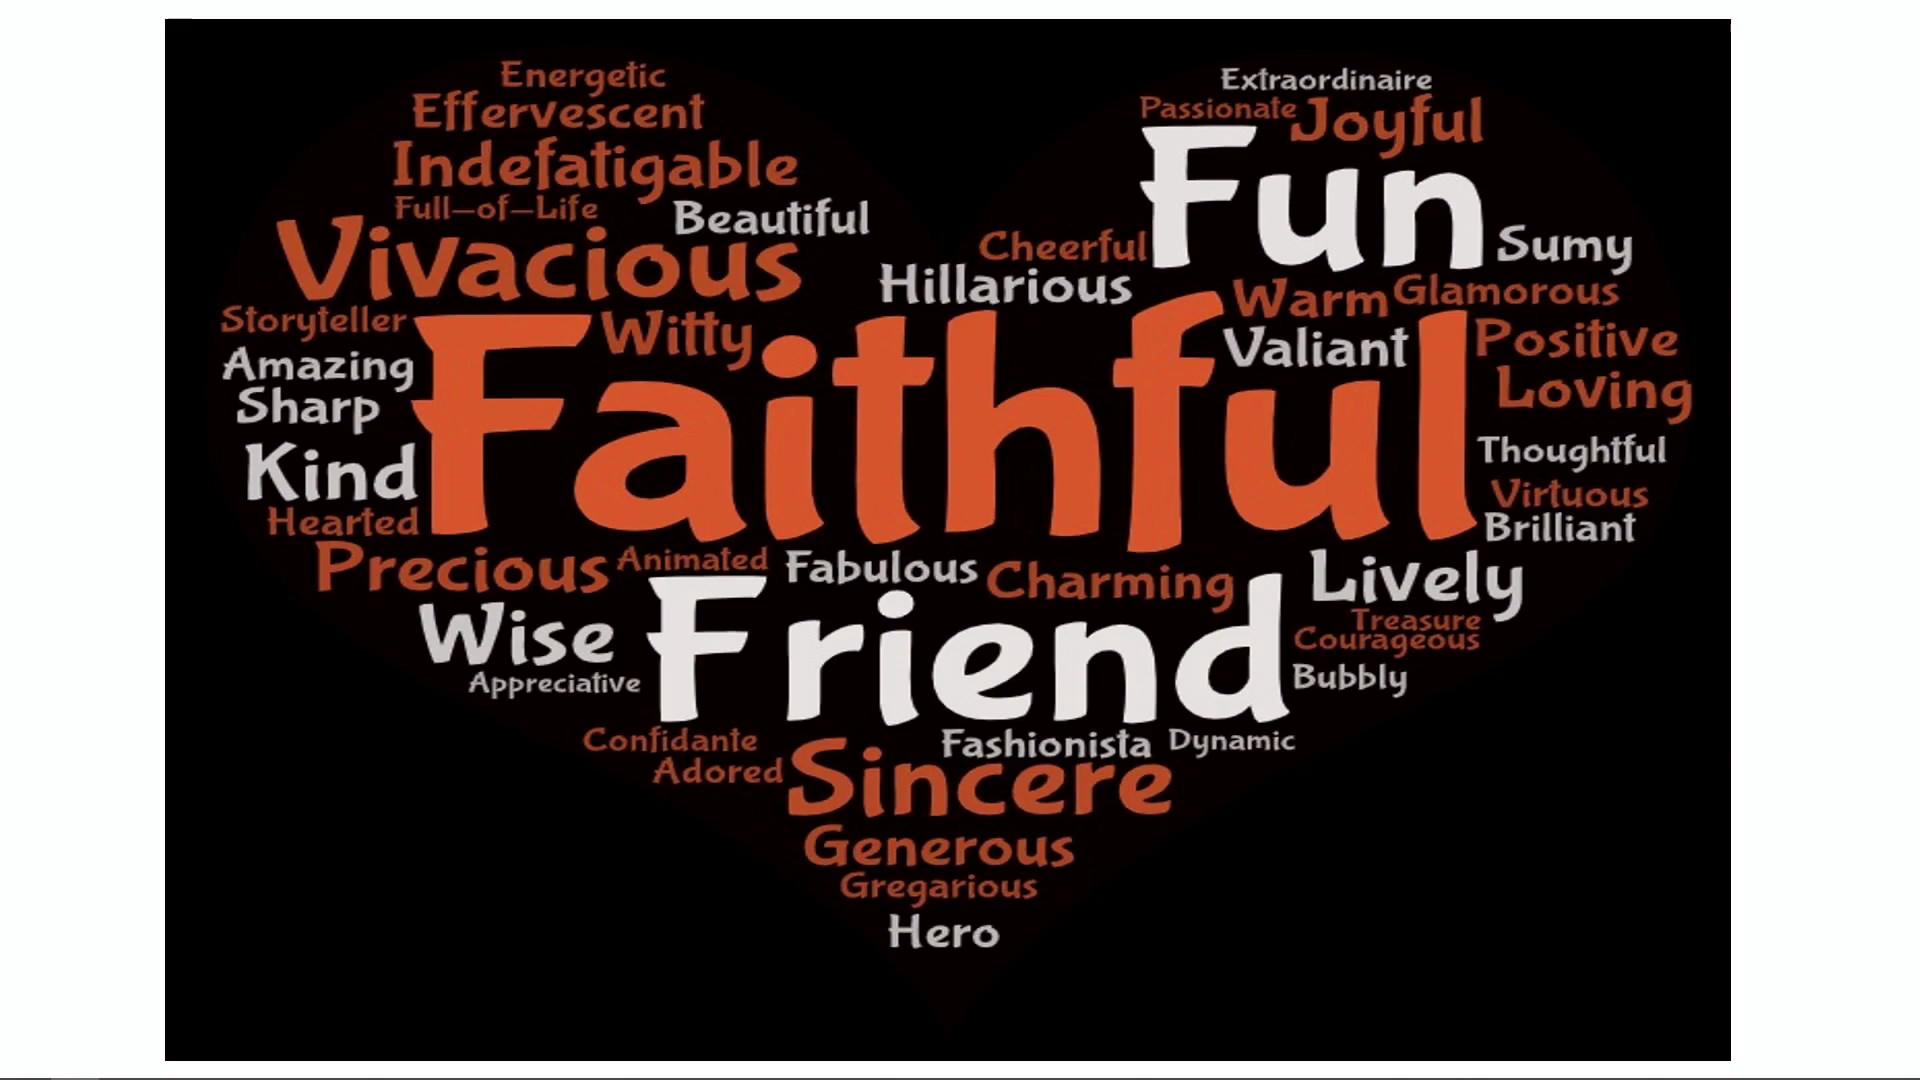 Energetic
Extraordinaire
Effervescent
Passionate
Joyful
Indefatigable
Fun
Full—of—Life
Beautiful
Vivacious
Cheerful
Sumy
Hillarious
Warm
Glamorous
Storyteller
Witty
Faithful
Valiant
Positive
Amazing
Loving
Sharp
Kind
Thoughtful
Virtuous
Hearted
Brilliant
Precious
Animated
Fabulous
Charming
Lively
Friend
Wise
Treasure
Courageous
Appreciative
Bubbly
Confidante
Fashionista
Dynamic
Adored
Sincere
Generous
Gregarious
Hero